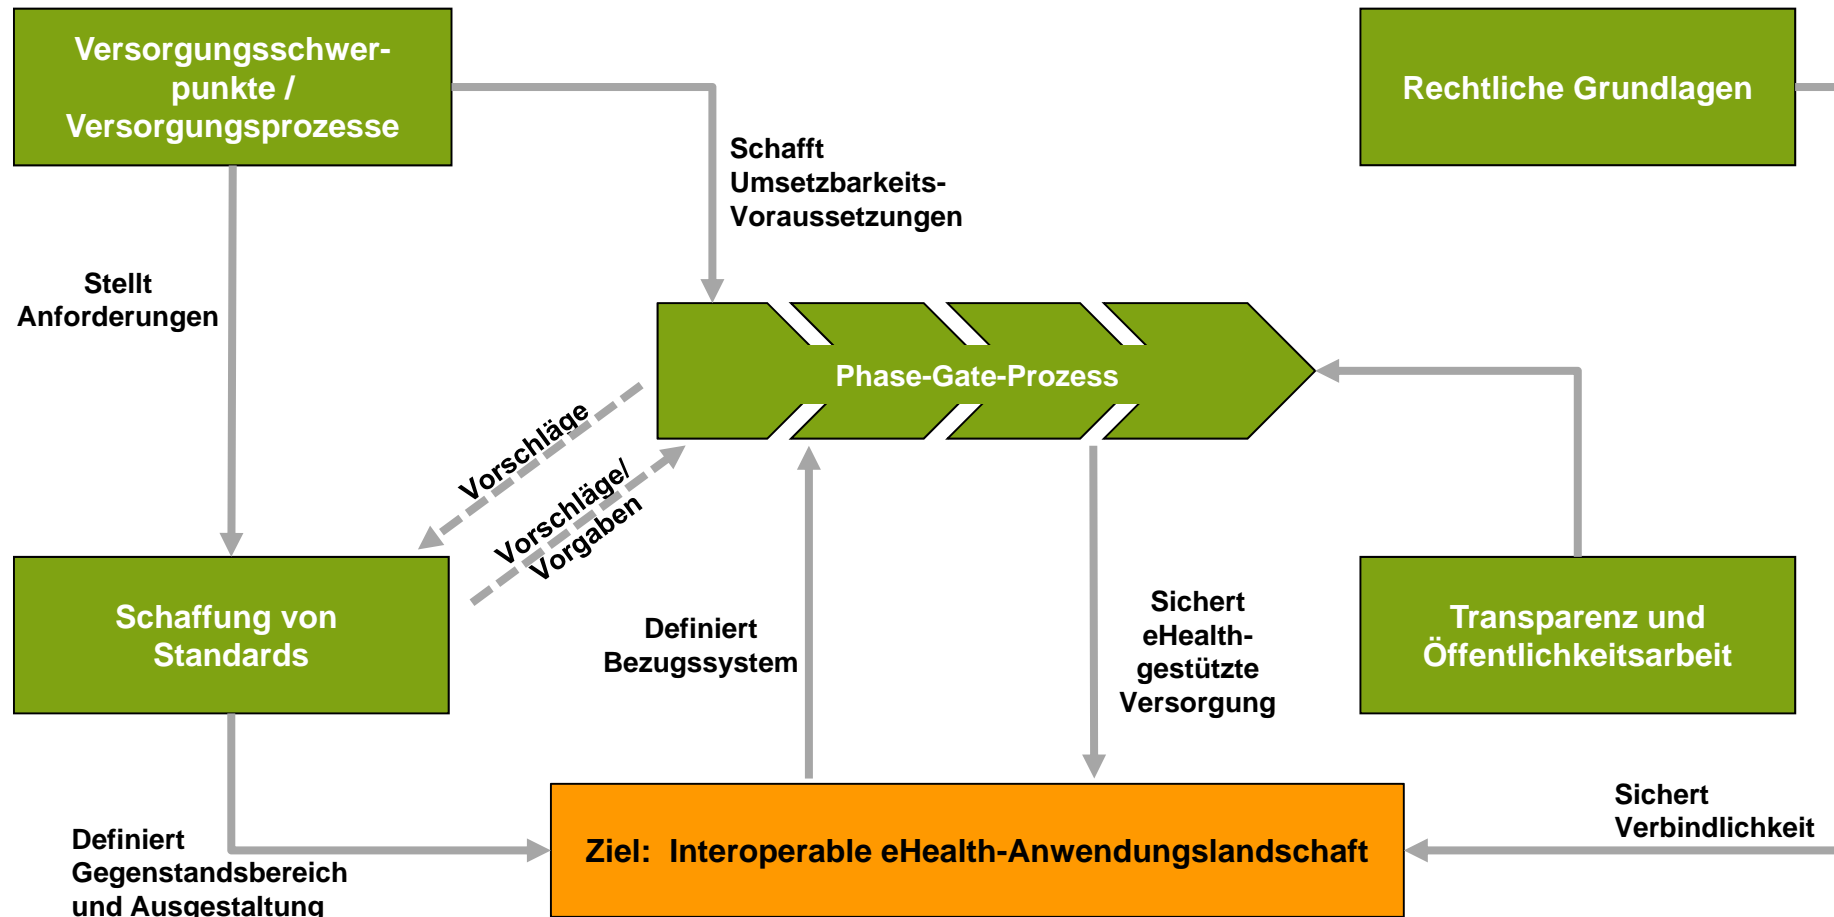 Versorgungsschwer-
punkte /
Versorgungsprozesse
Rechtliche Grundlagen
Schafft
Umsetzbarkeits-
Voraussetzungen
Stellt
Anforderungen
Phase-Gate-Prozess
Vorschläge
Vorschläge/
Vorgaben
Schaffung von
Standards
Definiert
Bezugssystem
Sichert
eHealth-
gestützte
Versorgung
Transparenz und
Öffentlichkeitsarbeit
Definiert
Gegenstandsbereich
und Ausgestaltung
Ziel:  Interoperable eHealth-Anwendungslandschaft
Sichert
Verbindlichkeit